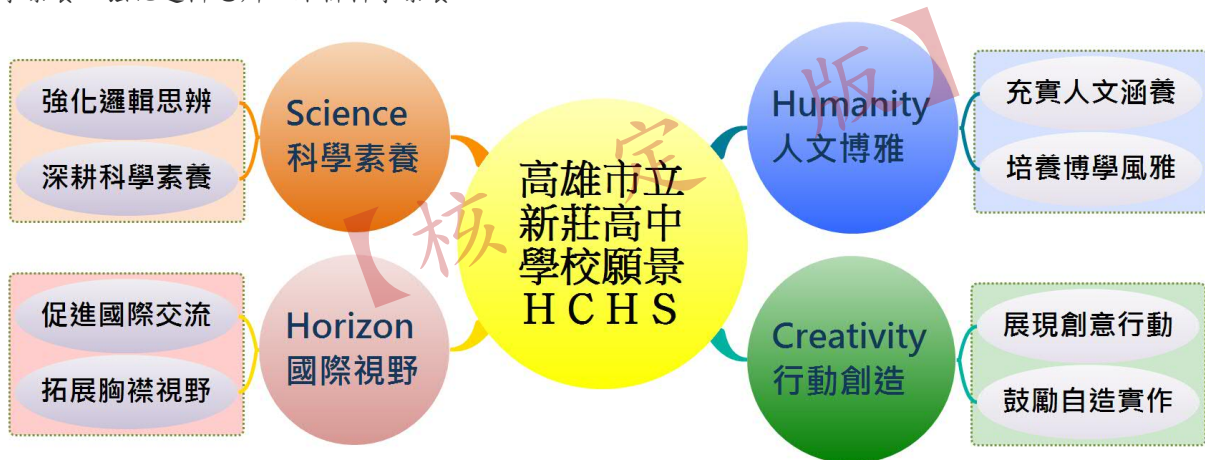 強化邏輯思辨
深耕科學素養
Science
科學素養
促進國際交流
拓展胸襟視野
Horizon
國際視野
高雄市立
新莊高中
學校願景
HCHS
Humanity
人文博雅
充實人文涵養
培養博學風雅
Creativity
行動創造
展現創意行動
鼓勵自造實作
【核定版】